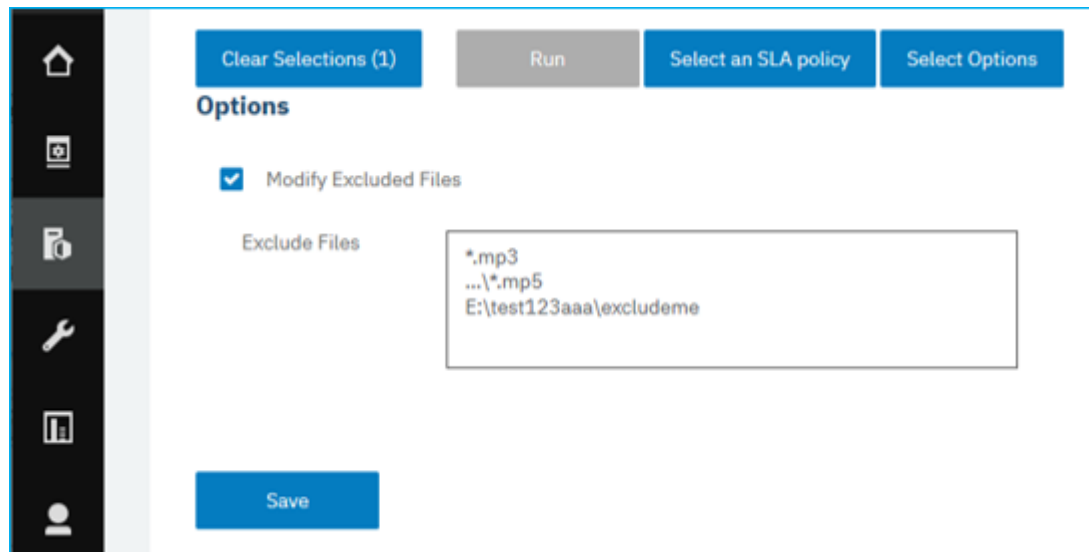 Clear Selections (1)
Run
Select an SLA policy
Select Options
Options
Modify Excluded Files
Exclude Files
*.mp3
...\*.mp5
E:\test123aaa\excludeme
Save